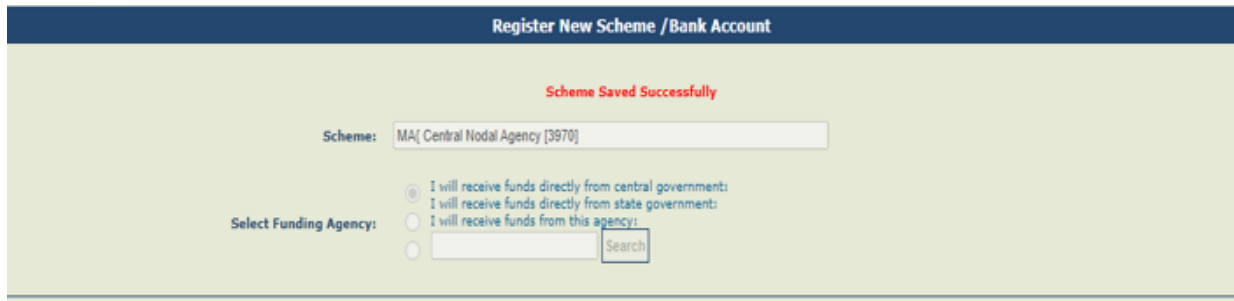 Register New Scheme /Bank Account
Scheme Saved Successfully
Scheme: MA( Central Nodal Agency [3970]
I will receive funds directly from central government:
I will receive funds directly from state government:
Select Funding Agency: I will receive funds from this agency:
Search